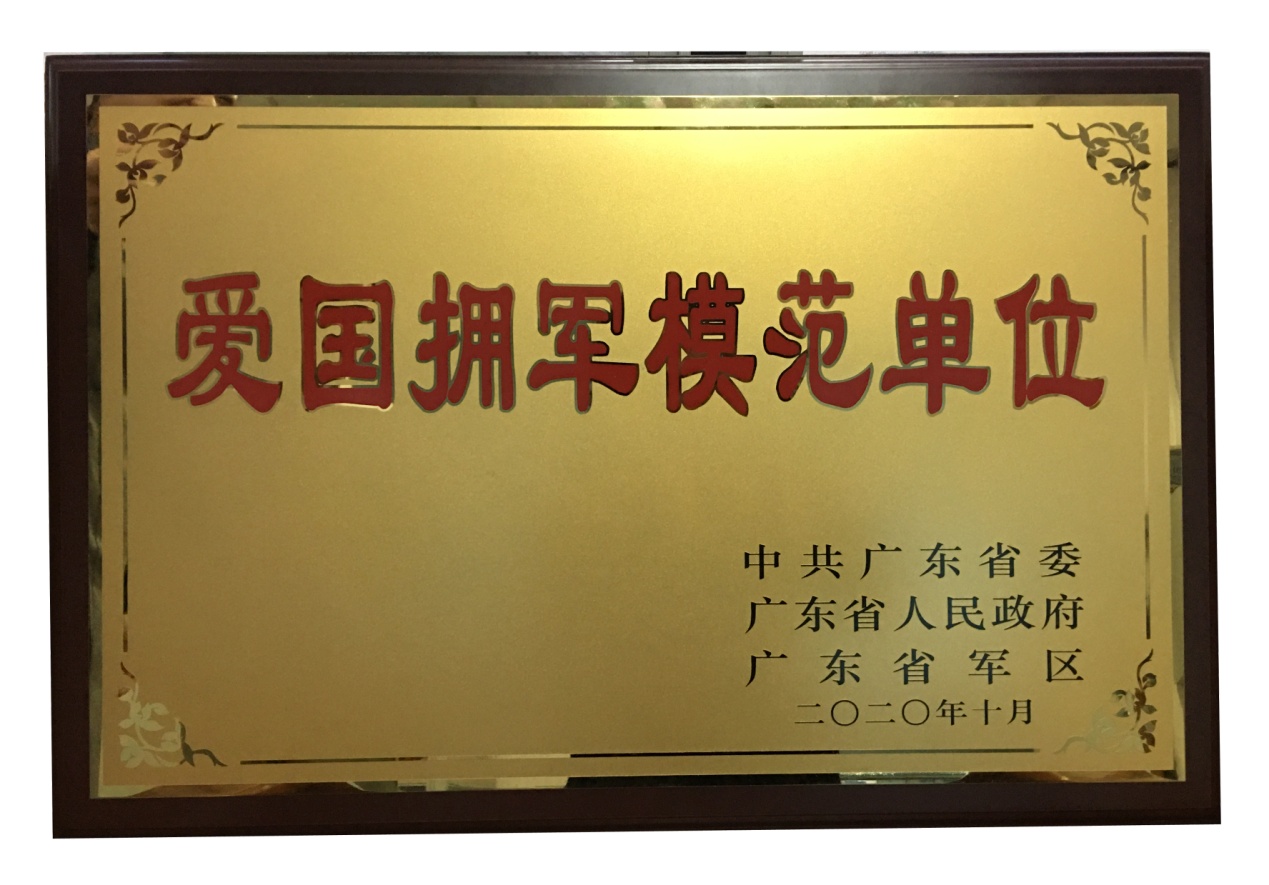 爱国拥军模范单位
中共广东省委
广东省人民政府
广东省军区
二〇二〇年十月